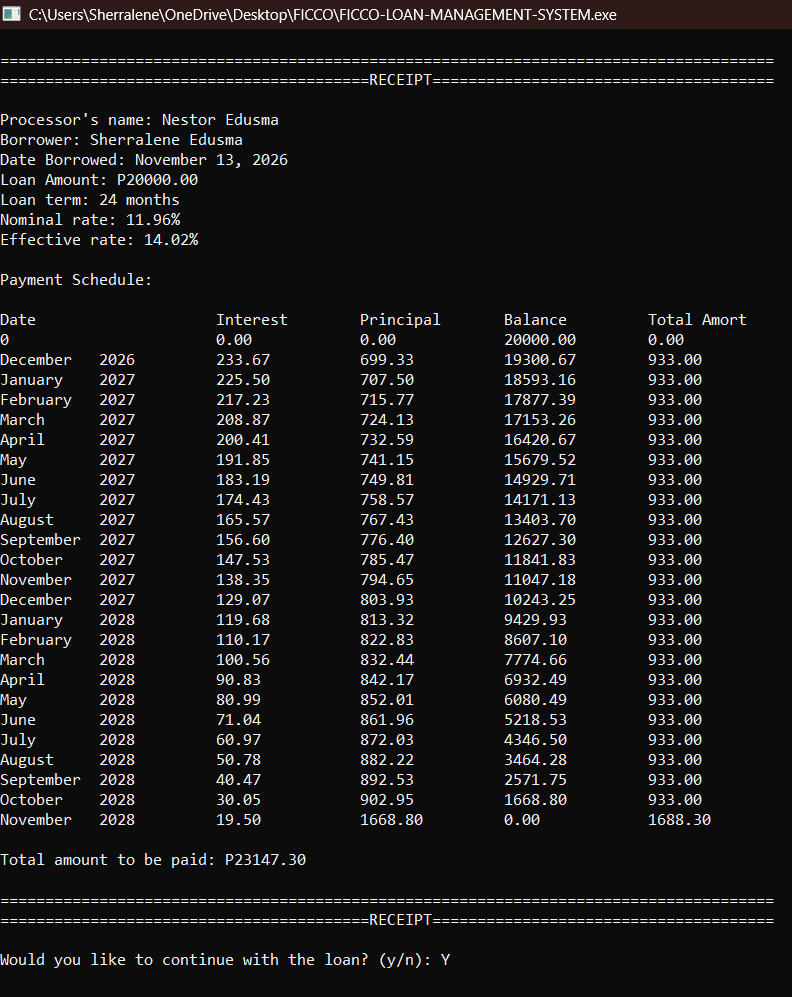 C:\Users\Sherralene\OneDrive\Desktop\FICCO\FICCO-LOAN-MANAGEMENT-SYSTEM.exe
======================================================================================
=========================================RECEIPT======================================
Processor's name: Nestor Edusma
Borrower: Sherralene Edusma
Date Borrowed: November 13, 2026
Loan Amount: P20000.00
Loan term: 24 months
Nominal rate: 11.96%
Effective rate: 14.02%
Payment Schedule:
Date Interest Principal Balance Total Amort
0 0.00 0.00 20000.00 0.00
December 2026 233.67 699.33 19300.67 933.00
January 2027 225.50 707.50 18593.16 933.00
February 2027 217.23 715.77 17877.39 933.00
March 2027 208.87 724.13 17153.26 933.00
April 2027 200.41 732.59 16420.67 933.00
May 2027 191.85 741.15 15679.52 933.00
June 2027 183.19 749.81 14929.71 933.00
July 2027 174.43 758.57 14171.13 933.00
August 2027 165.57 767.43 13403.70 933.00
September 2027 156.60 776.40 12627.30 933.00
October 2027 147.53 785.47 11841.83 933.00
November 2027 138.35 794.65 11047.18 933.00
December 2027 129.07 803.93 10243.25 933.00
January 2028 119.68 813.32 9429.93 933.00
February 2028 110.17 822.83 8607.10 933.00
March 2028 100.56 832.44 7774.66 933.00
April 2028 90.83 842.17 6932.49 933.00
May 2028 80.99 852.01 6080.49 933.00
June 2028 71.04 861.96 5218.53 933.00
July 2028 60.97 872.03 4346.50 933.00
August 2028 50.78 882.22 3464.28 933.00
September 2028 40.47 892.53 2571.75 933.00
October 2028 30.05 902.95 1668.80 933.00
November 2028 19.50 1668.80 0.00 1688.30
Total amount to be paid: P23147.30
======================================================================================
=========================================RECEIPT======================================
Would you like to continue with the loan? (y/n): Y